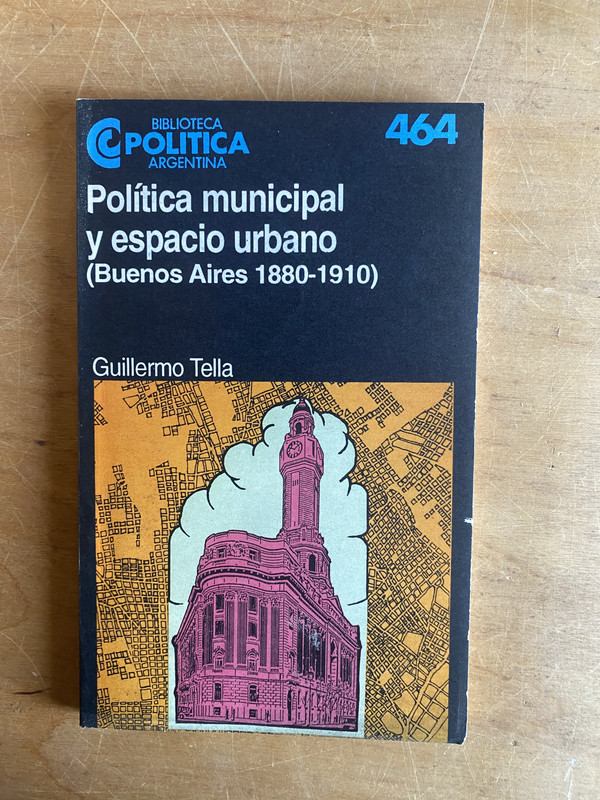 BIBLIOTECA
POLITICA
ARGENTINA
464
Política municipal
y espacio urbano
(Buenos Aires 1880-1910)
Guillermo Tella